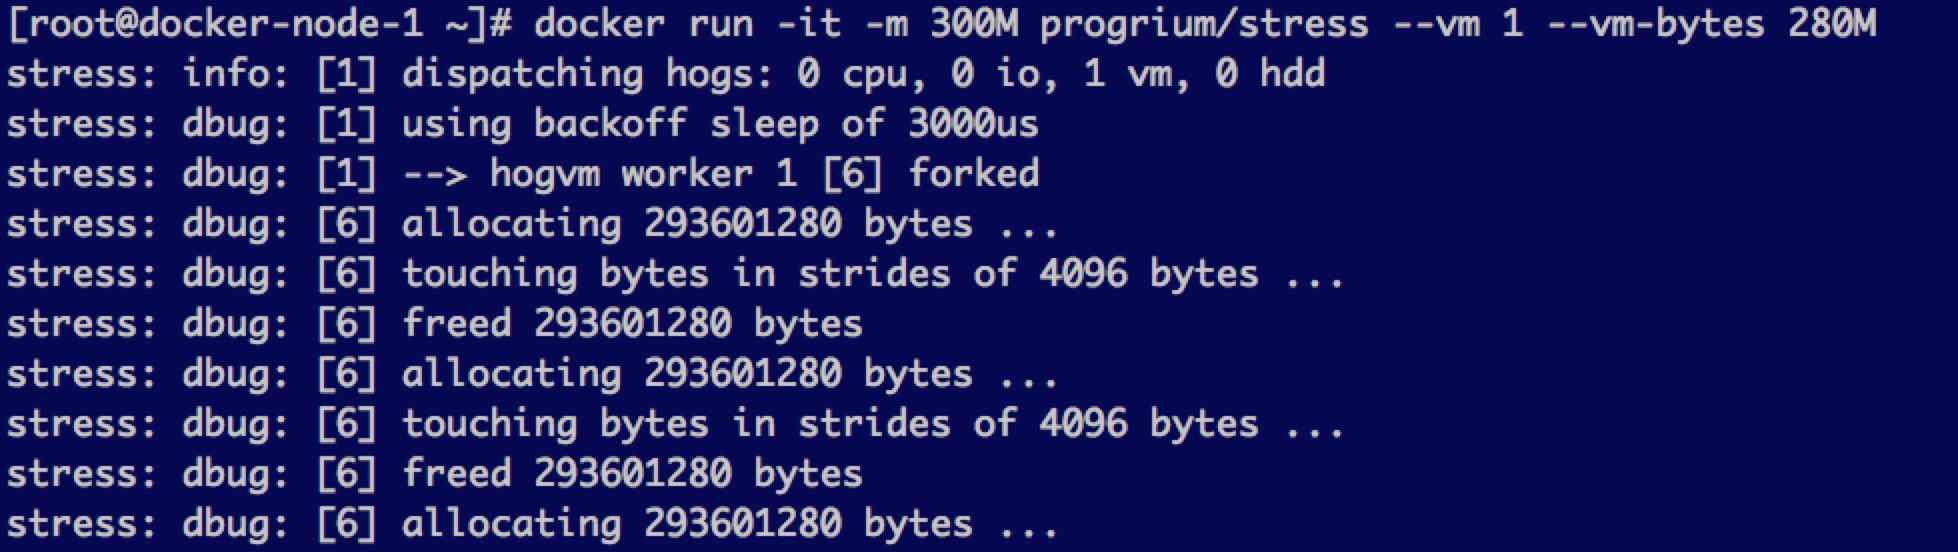 [root@docker-node-1 ~]# docker run -it -m 300M progrium/stress --vm 1 --vm-bytes 280M
stress: info: [1] dispatching hogs: 0 cpu, 0 io, 1 vm, 0 hdd
stress: dbug: [1] using backoff sleep of 3000us
stress: dbug: [1] --> hogvm worker 1 [6] forked
stress: dbug: [6] allocating 293601280 bytes ...
stress: dbug: [6] touching bytes in strides of 4096 bytes ...
stress: dbug: [6] freed 293601280 bytes
stress: dbug: [6] allocating 293601280 bytes ...
stress: dbug: [6] touching bytes in strides of 4096 bytes ...
stress: dbug: [6] freed 293601280 bytes
stress: dbug: [6] allocating 293601280 bytes ...